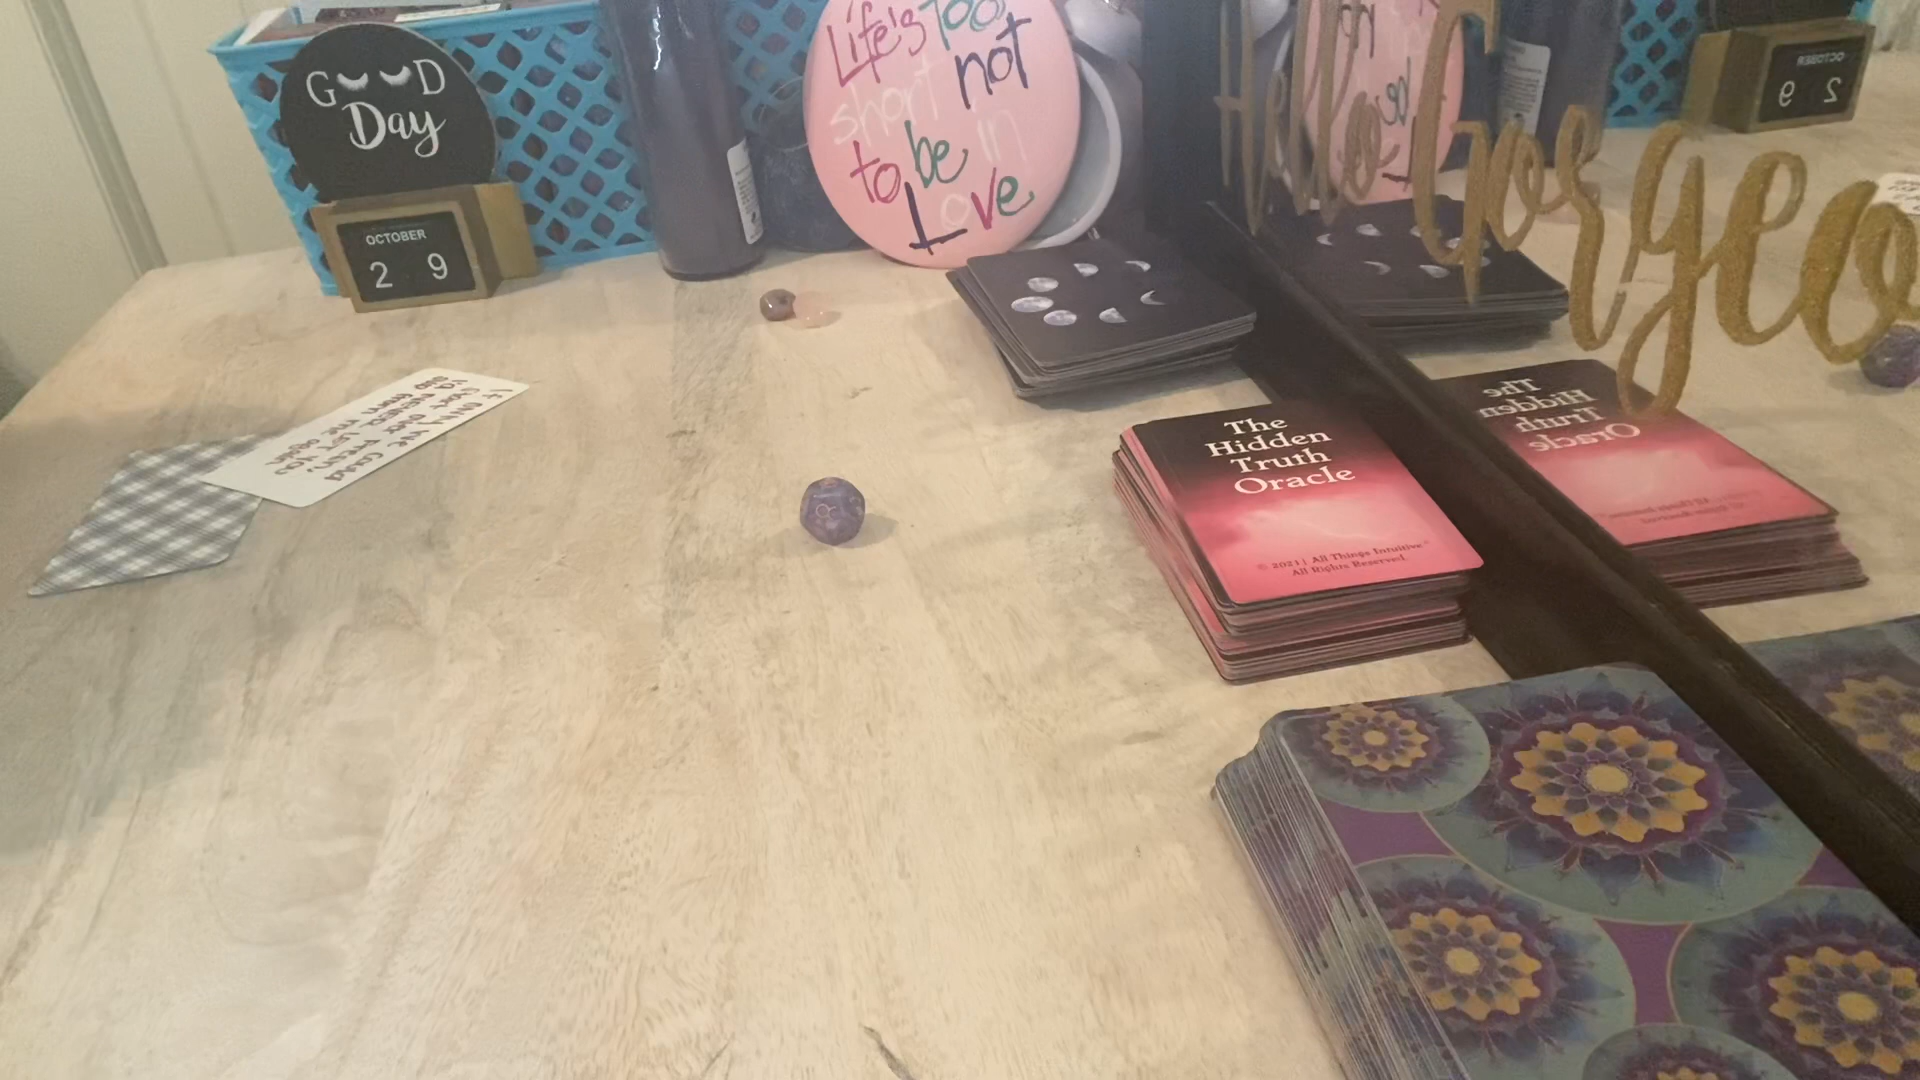 GOOD
Day
OCTOBER
2 9
Life's Too
short not
to be in
Love
Hello Gorgeo
The
Hidden
Truth
Oracle
© 2021 | All Things Intuitive
All Rights Reserved.